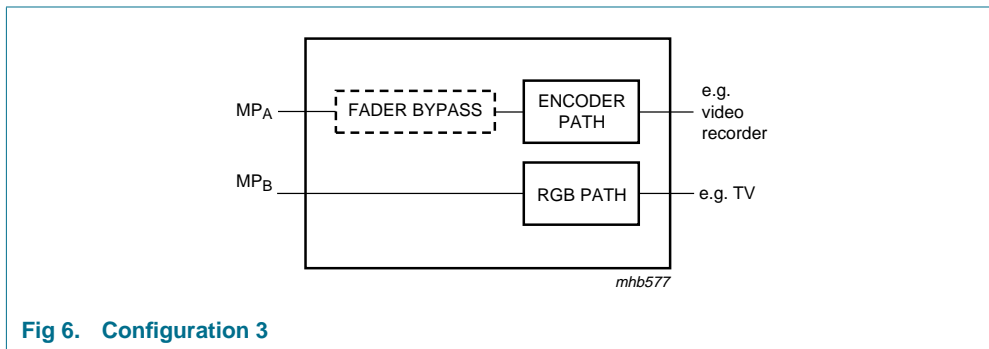 MPA
FADER BYPASS
ENCODER
PATH
e.g.
video
recorder
MPB
RGB PATH
e.g. TV
mhb577
Fig 6. Configuration 3